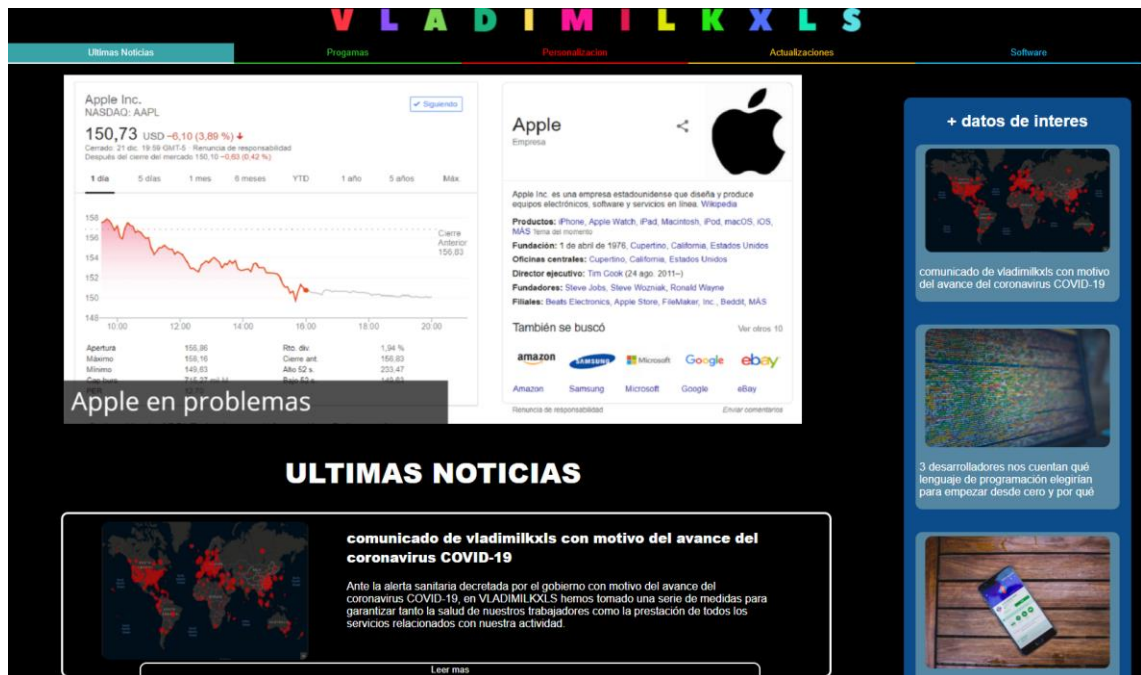 VLADIMILKXLS
Ultimas Noticias
Progamas
Personalizacion
Actualizaciones
Software
Apple Inc.
NASDAQ: AAPL
Siguiendo
150,73 USD −6,10 (3,89 %)
Cerrado: 21 dic. 19:59 GMT-5 · Renuncia de responsabilidad
Después del cierre del mercado 150,10 −0,63 (0,42 %)
1 día 5 días 1 mes 6 meses YTD 1 año 5 años Máx.
158
156
154
152
150
148
Cierre
Anterior
156,83
10:00 12:00 14:00 16:00 18:00 20:00
Apertura 156,86 Rto. div. 1,94 %
Máximo 158,16 Cierre ant. 156,83
Mínimo 149,63 Alto 52 s. 233,47
Apple en problemas
Apple
Empresa
Apple Inc. es una empresa estadounidense que diseña y produce
equipos electrónicos, software y servicios en línea. Wikipedia
Productos: iPhone, Apple Watch, iPad, Macintosh, iPod, macOS, iOS,
MÁS Tema del momento
Fundación: 1 de abril de 1976, Cupertino, California, Estados Unidos
Oficinas centrales: Cupertino, California, Estados Unidos
Director ejecutivo: Tim Cook (24 ago. 2011–)
Fundadores: Steve Jobs, Steve Wozniak, Ronald Wayne
Filiales: Beats Electronics, Apple Store, FileMaker, Inc., Beddit, MÁS
También se buscó
Ver otros 10
amazon SAMSUNG Microsoft Google ebay
Amazon Samsung Microsoft Google eBay
Renuncia de responsabilidad
Enviar comentarios
ULTIMAS NOTICIAS
comunicado de vladimilkxls con motivo del avance del
coronavirus COVID-19
Ante la alerta sanitaria decretada por el gobierno con motivo del avance del
coronavirus COVID-19, en VLADIMILKXLS hemos tomado una serie de medidas para
garantizar tanto la salud de nuestros trabajadores como la prestación de todos los
servicios relacionados con nuestra actividad.
Leer mas
+ datos de interes
comunicado de vladimilkxls con motivo
del avance del coronavirus COVID-19
3 desarrolladores nos cuentan qué
lenguaje de programación elegirían
para empezar desde cero y por qué